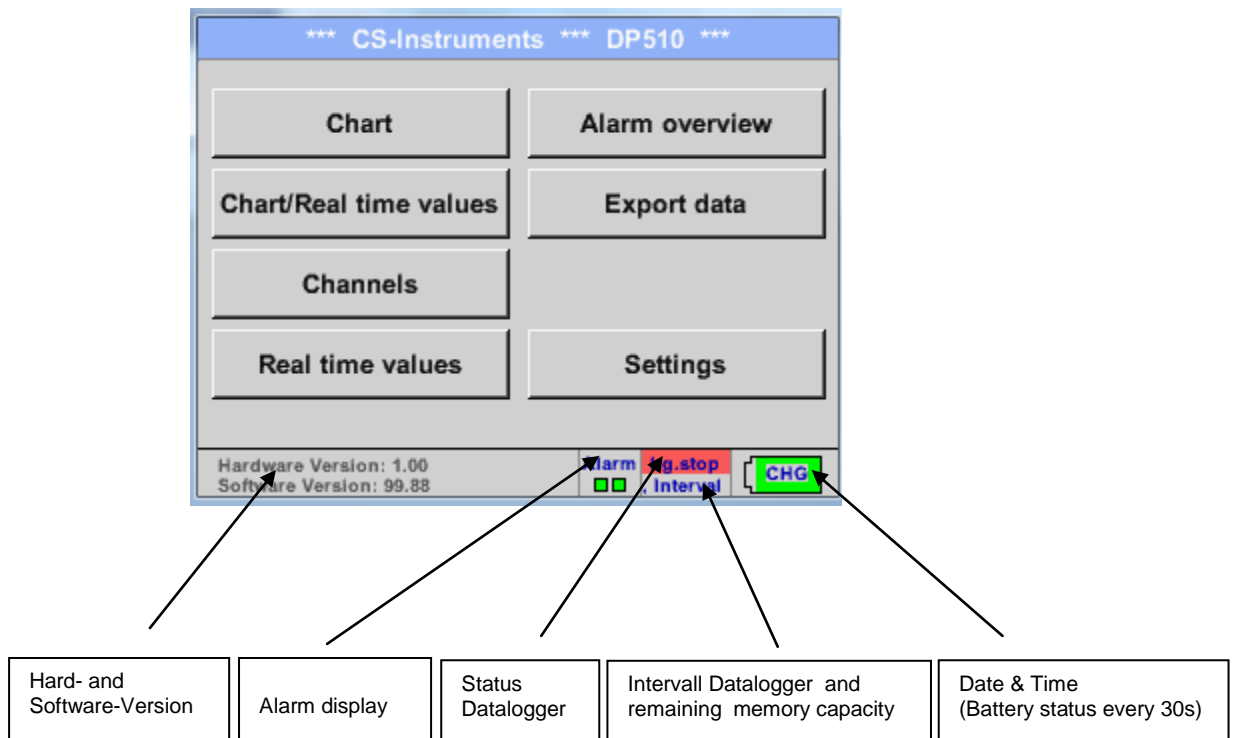 *** CS-Instruments *** DP510 ***
Chart
Alarm overview
Chart/Real time values
Export data
Channels
Real time values
Settings
Hardware Version: 1.00
Software Version: 99.88
Alarm
Interval
CHG
Hard- and
Software-Version
Alarm display
Status
Datalogger
Intervall Datalogger and
remaining memory capacity
Date & Time
(Battery status every 30s)